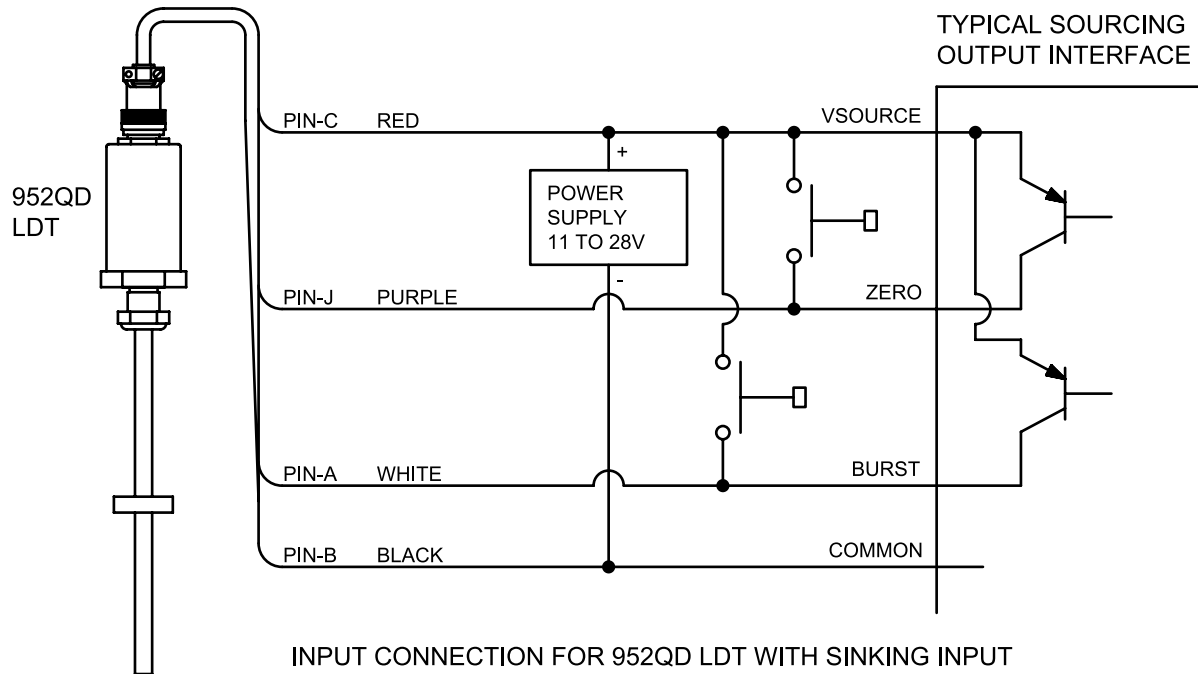 TYPICAL SOURCING
OUTPUT INTERFACE
952QD
LDT
PIN-C RED
VSOURCE
+
POWER
SUPPLY
11 TO 28V
-
PIN-J PURPLE
ZERO
PIN-A WHITE
BURST
PIN-B BLACK
COMMON
INPUT CONNECTION FOR 952QD LDT WITH SINKING INPUT